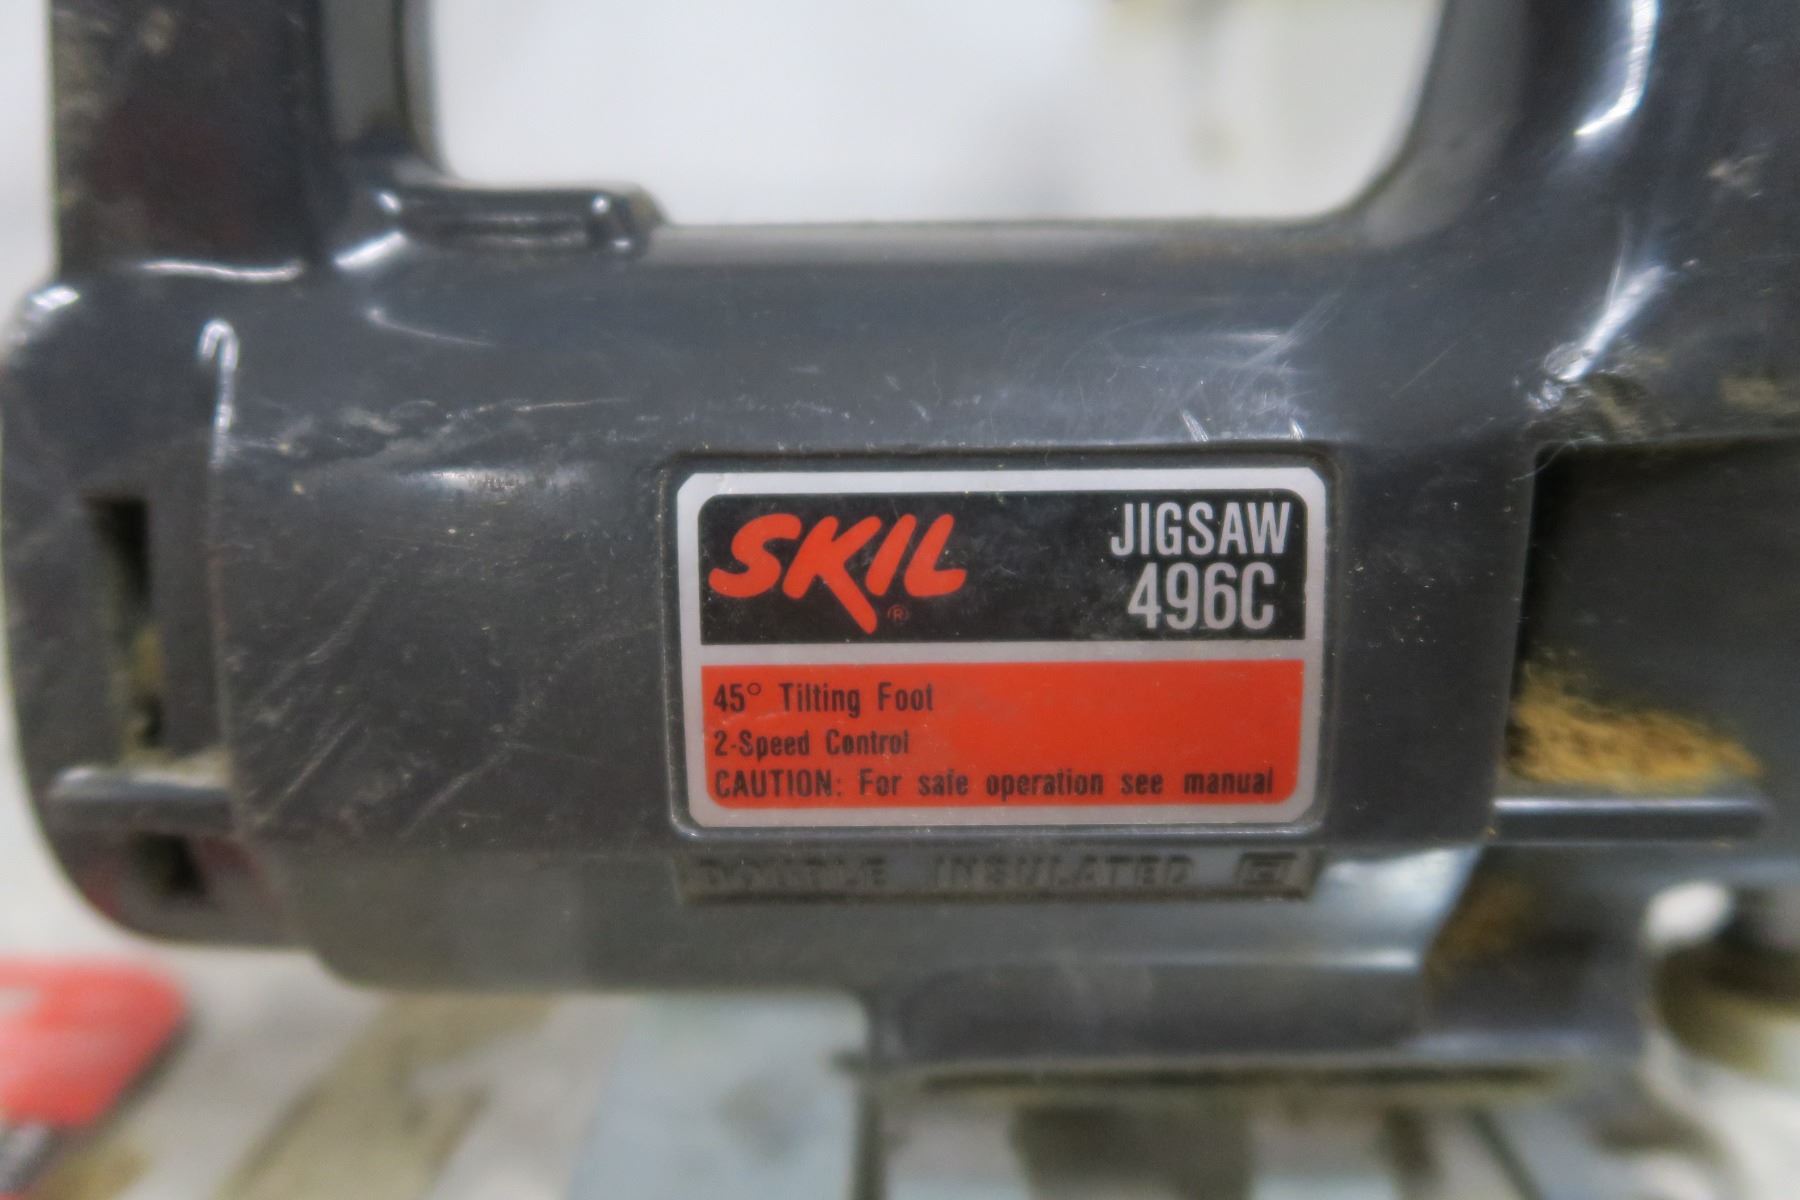 SKIL®
JIGSAW
496C
45° Tilting Foot
2-Speed Control
CAUTION: For safe operation see manual
DOUBLE INSULATED